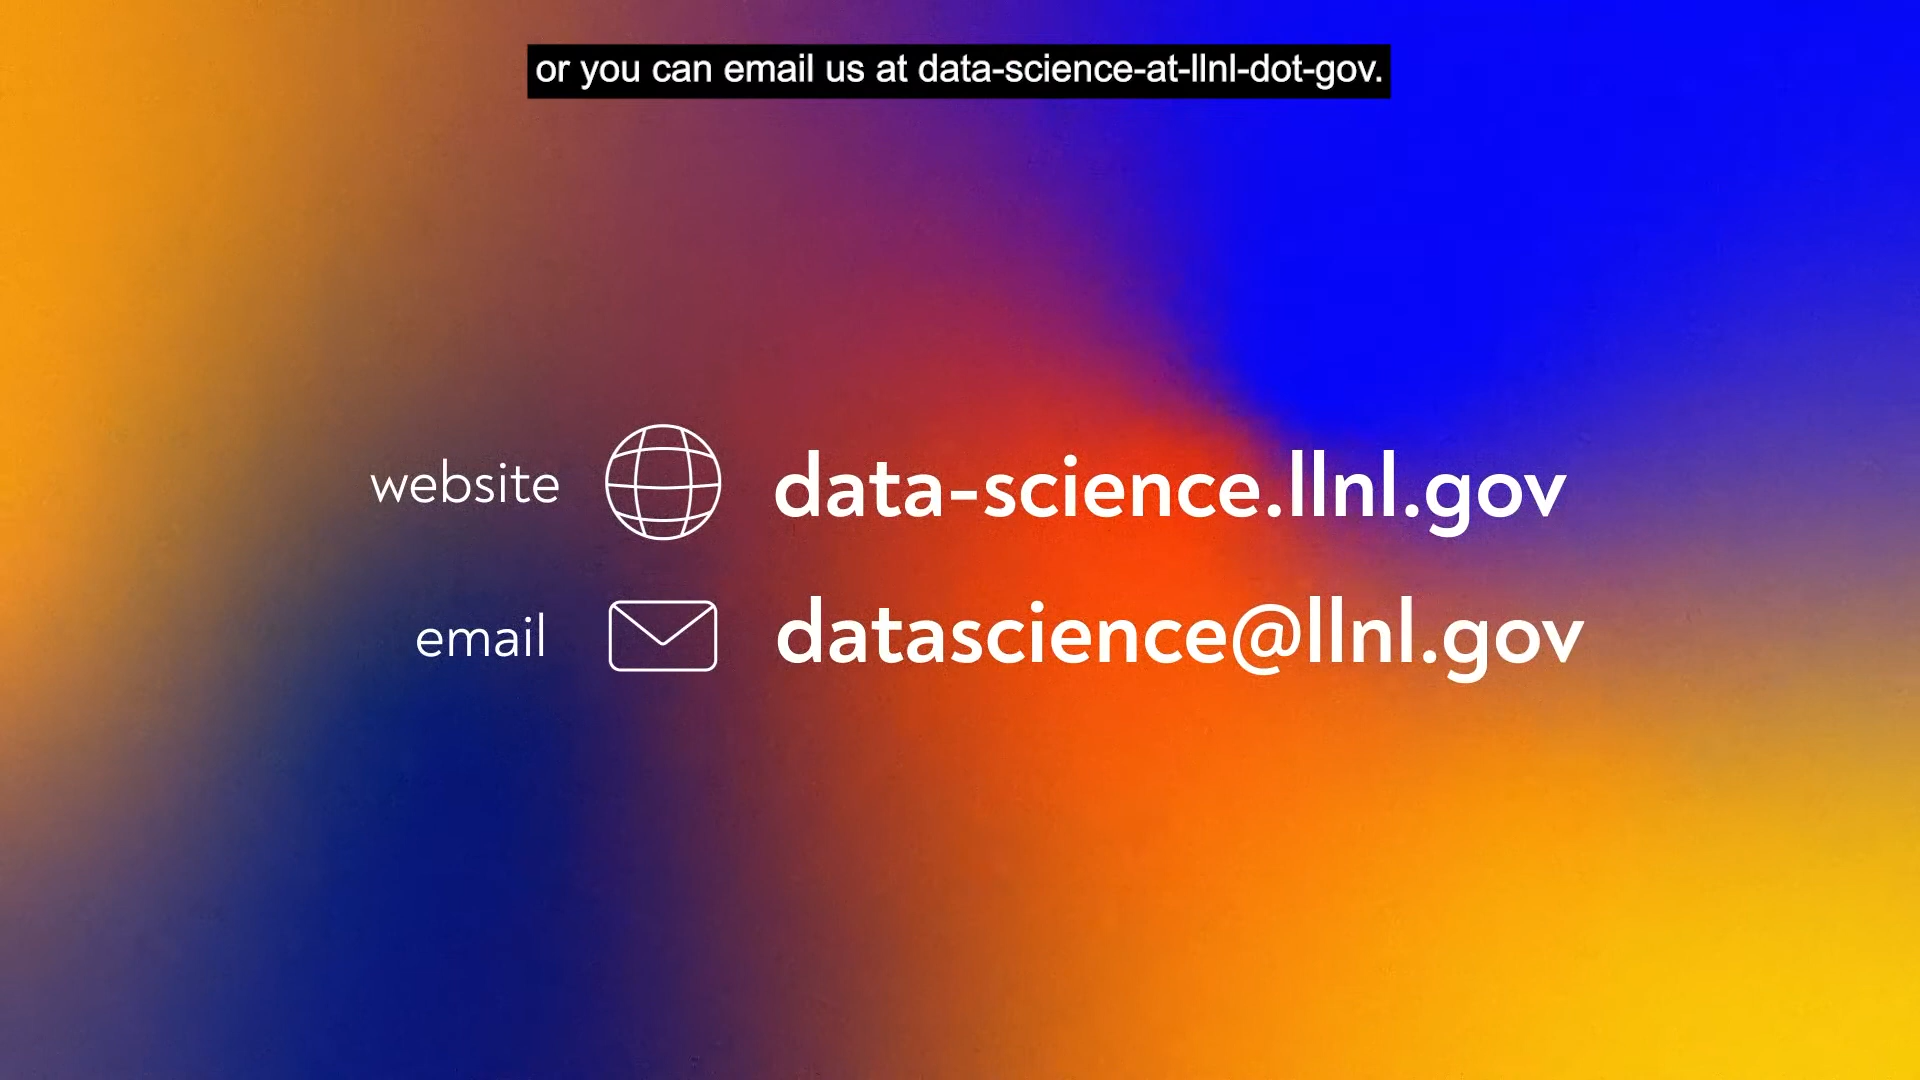 or you can email us at data-science-at-llnl-dot-gov.
website data-science.llnl.gov
email datascience@llnl.gov